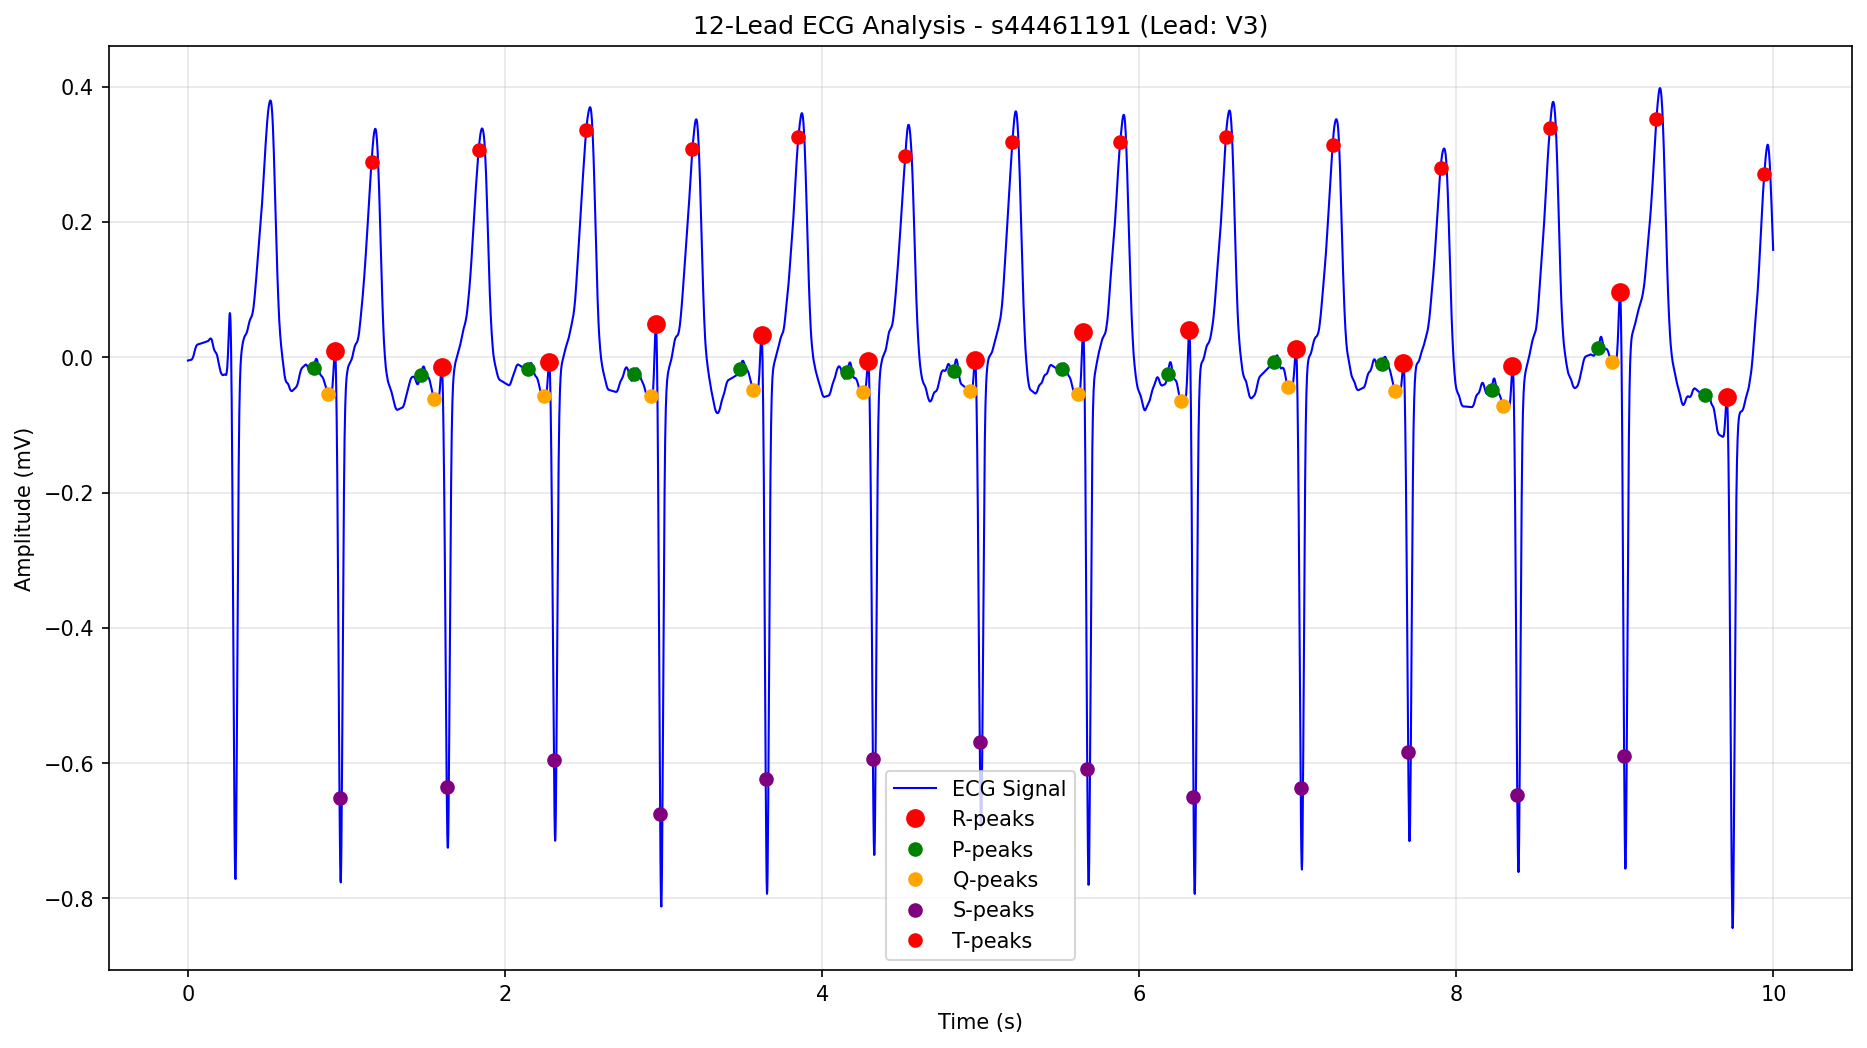 12-Lead ECG Analysis - s44461191 (Lead: V3)
Amplitude (mV)
0.4
0.2
0.0
−0.2
−0.4
−0.6
−0.8
ECG Signal
R-peaks
P-peaks
Q-peaks
S-peaks
T-peaks
0 2 4 6 8 10
Time (s)